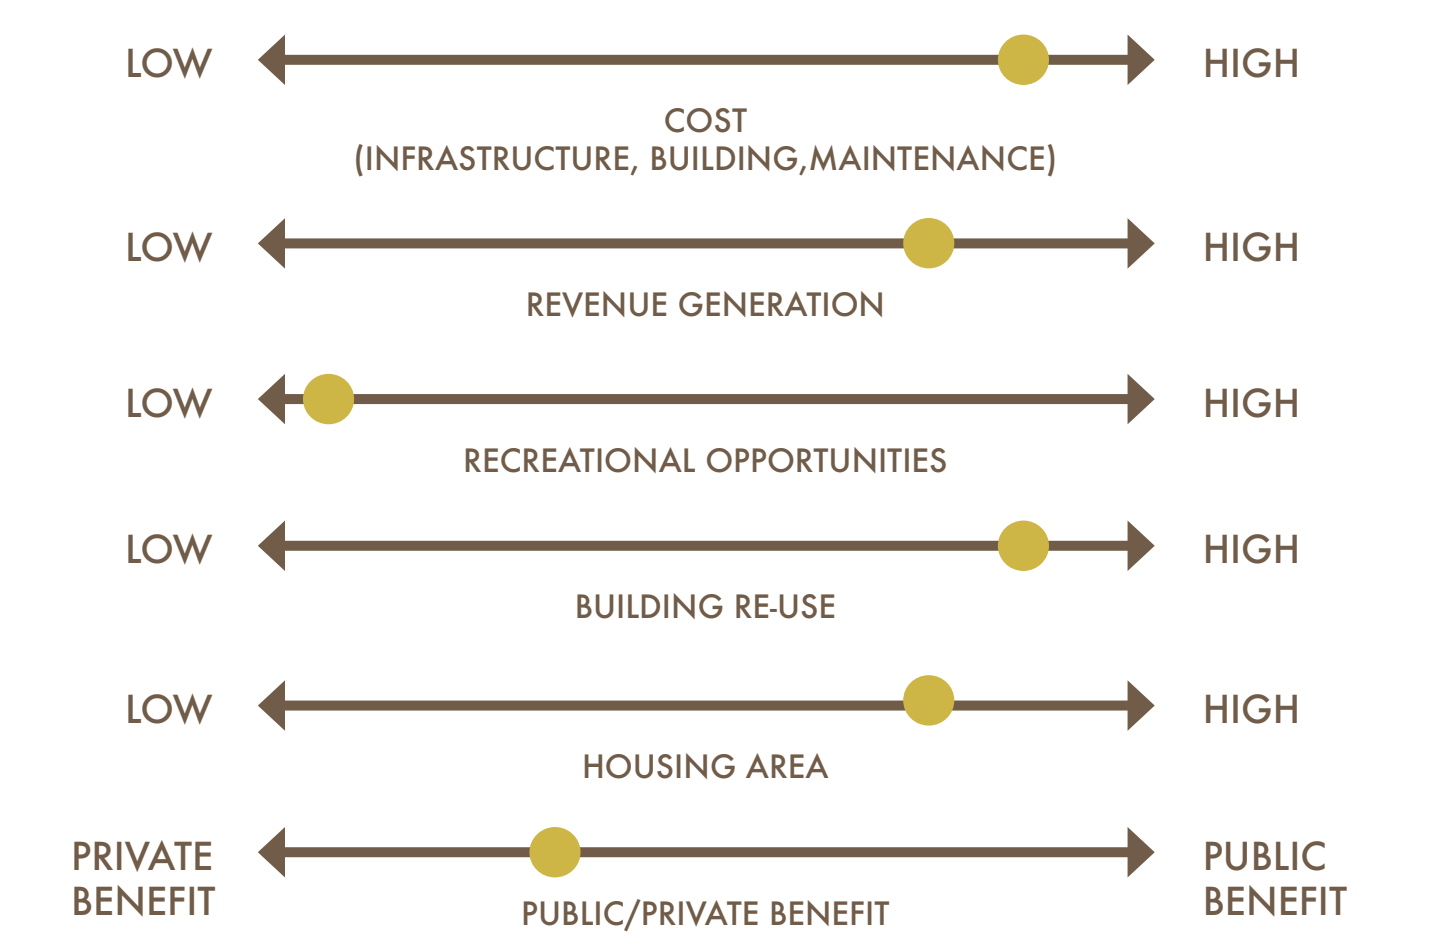 LOW HIGH
COST
(INFRASTRUCTURE, BUILDING,MAINTENANCE)
LOW HIGH
REVENUE GENERATION
LOW HIGH
RECREATIONAL OPPORTUNITIES
LOW HIGH
BUILDING RE-USE
LOW HIGH
HOUSING AREA
PRIVATE PUBLIC
BENEFIT BENEFIT
PUBLIC/PRIVATE BENEFIT